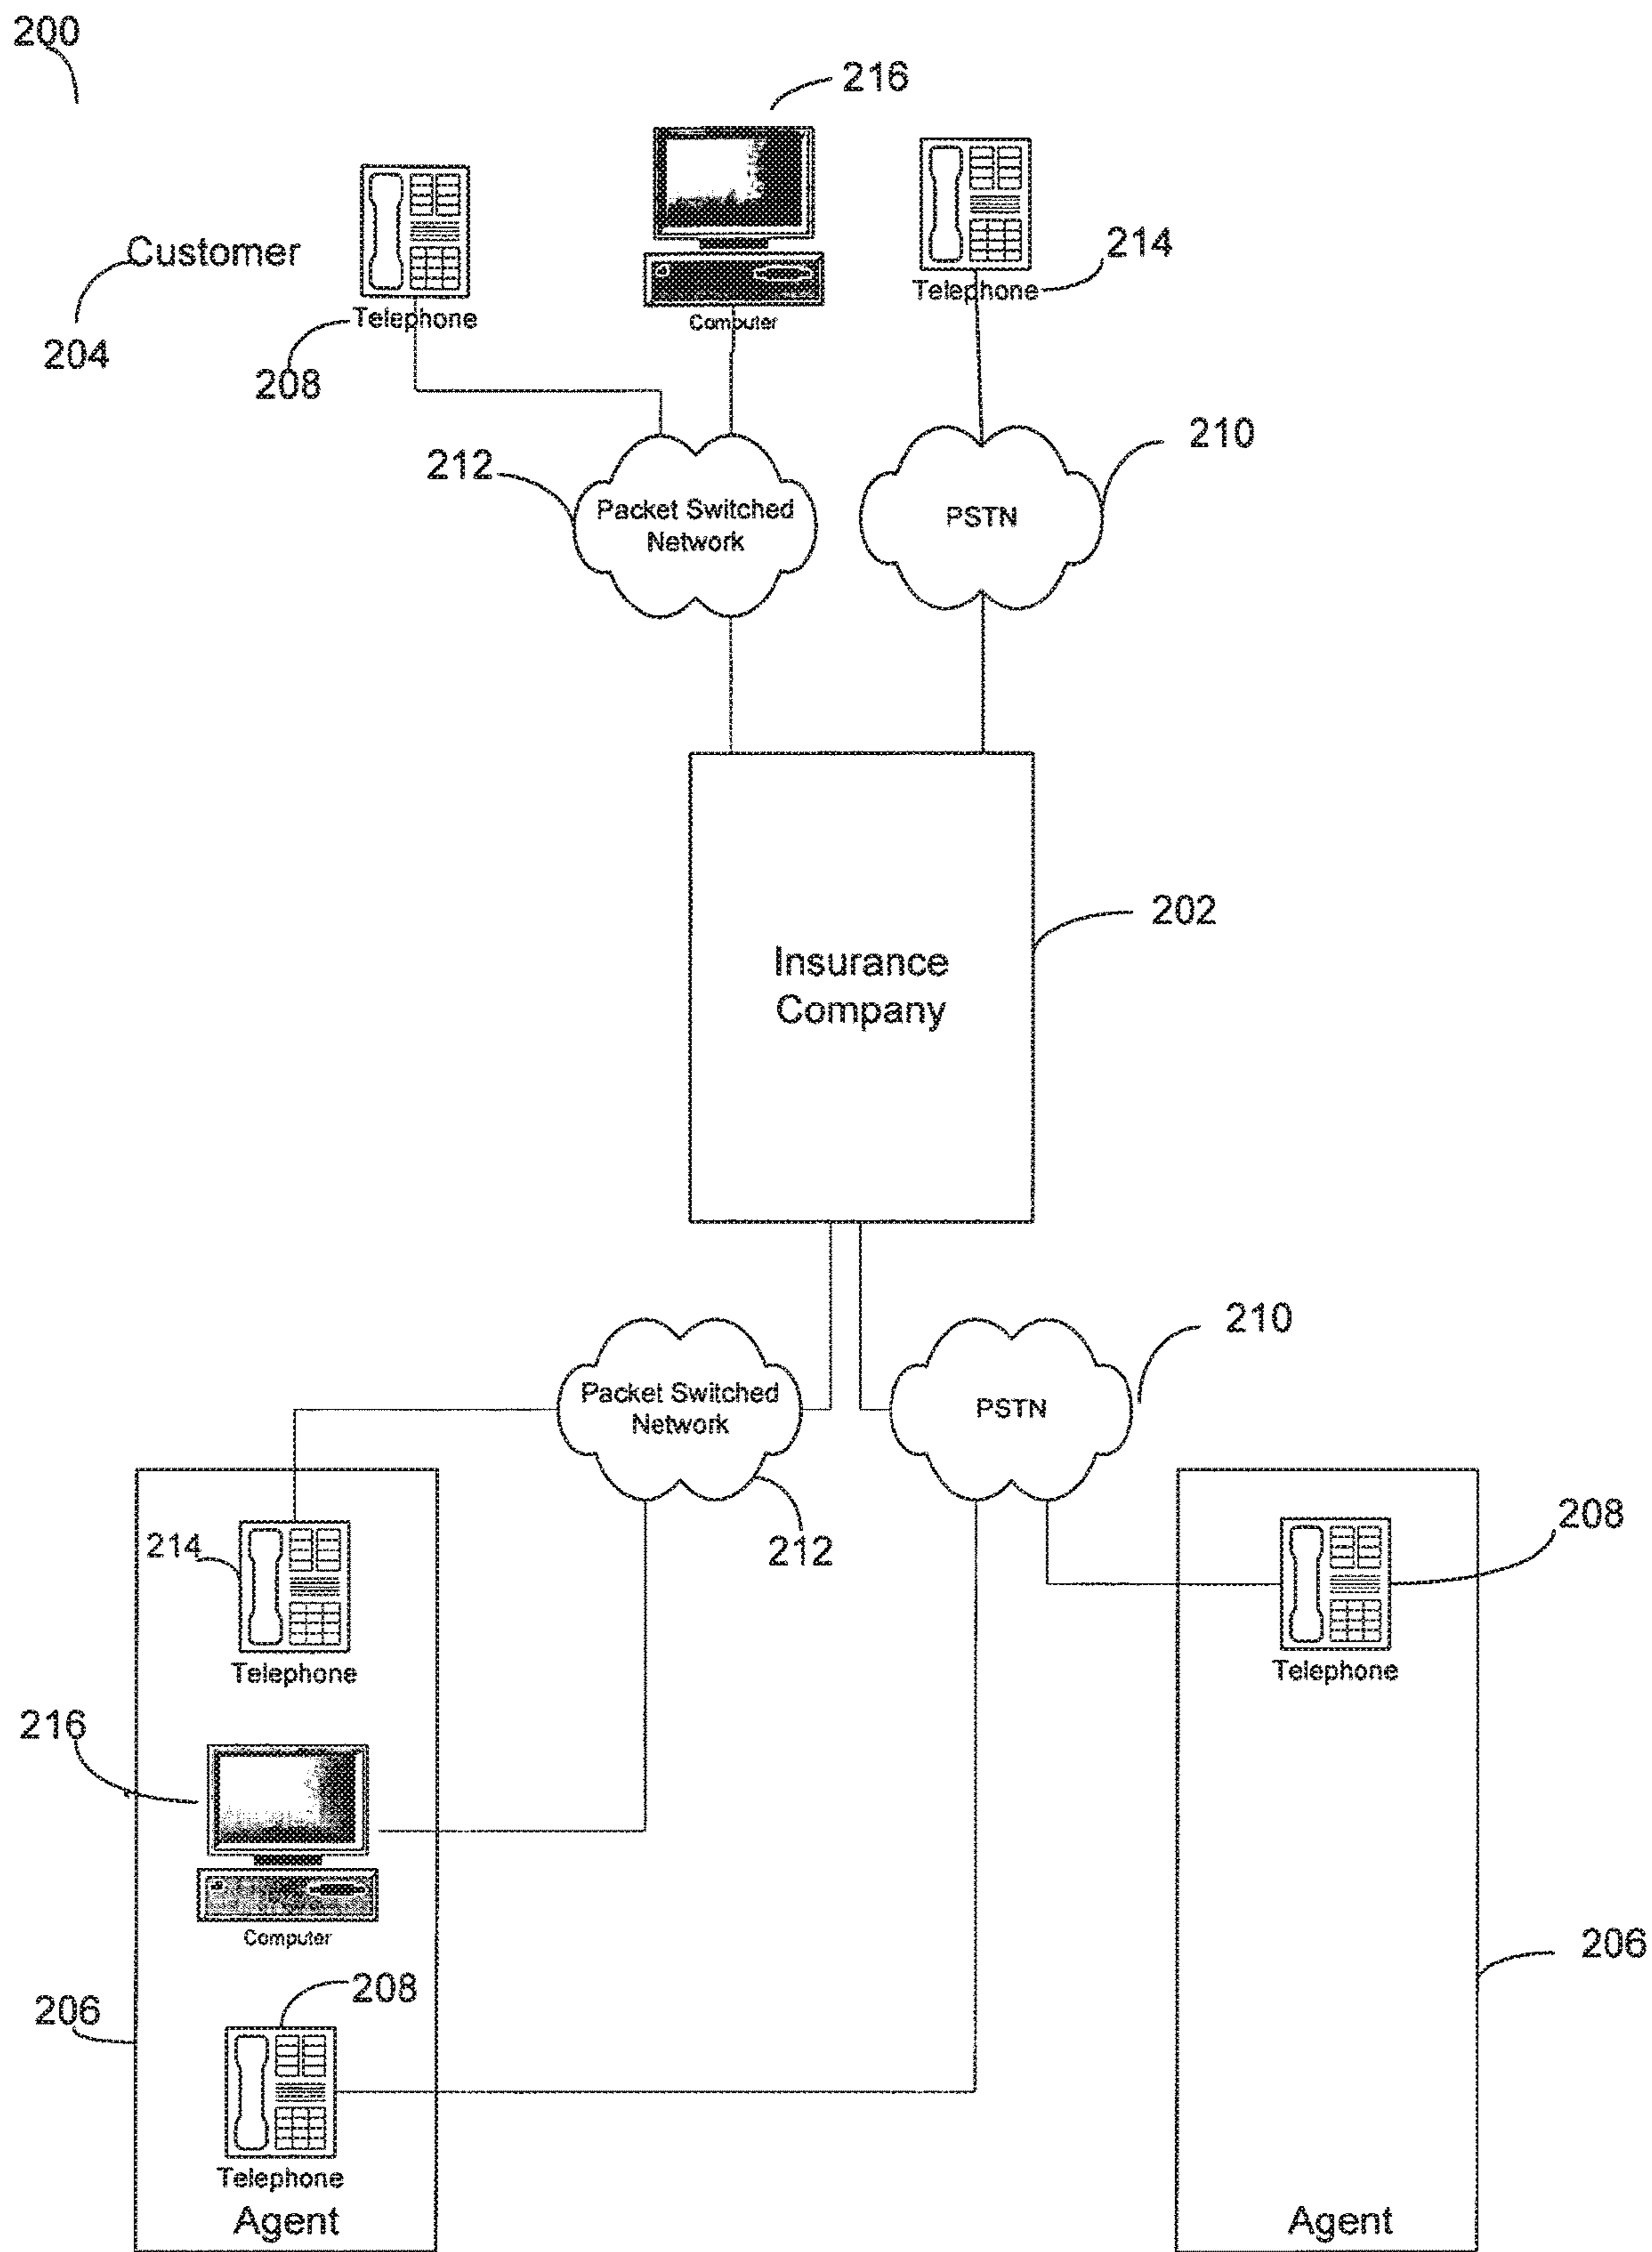 200
216
Customer
204
Telephone
208
Computer
214
Telephone
212
Packet Switched
Network
210
PSTN
202
Insurance
Company
Packet Switched
Network
212
210
PSTN
214
Telephone
208
Telephone
216
Computer
206
206
208
Telephone
Agent
Agent